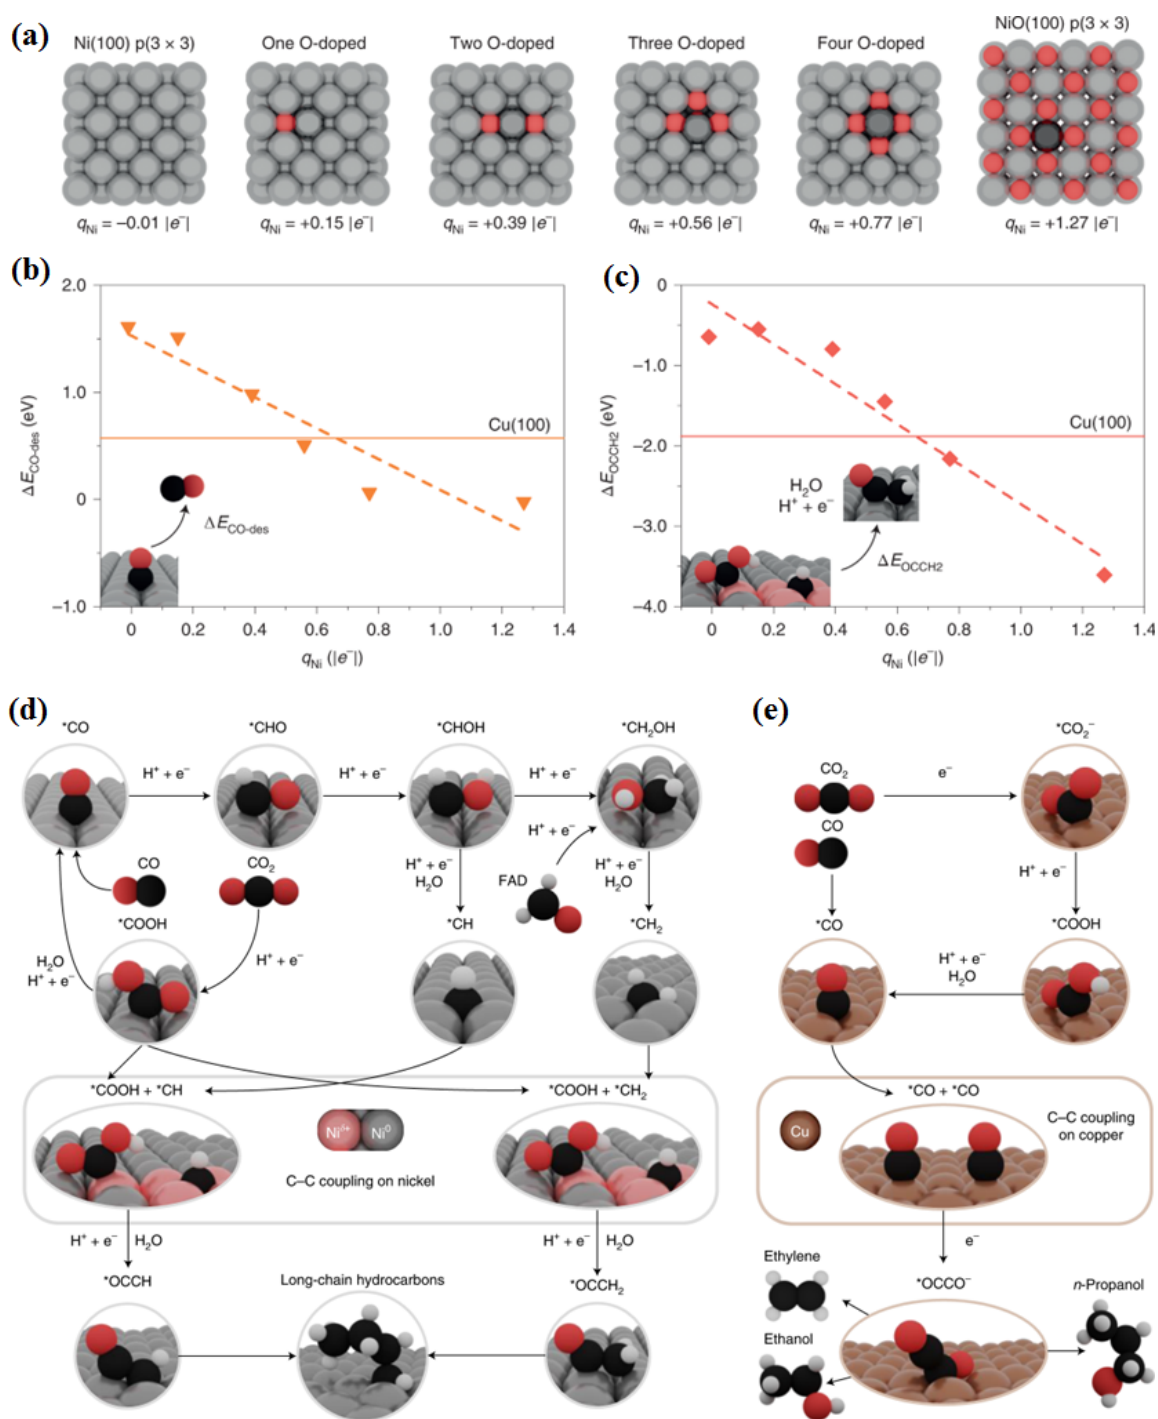 (a)
Ni(100) p(3 × 3)
One O-doped
Two O-doped
Three O-doped
Four O-doped
NiO(100) p(3 × 3)
qNi = −0.01 |e−|
qNi = +0.15 |e−|
qNi = +0.39 |e−|
qNi = +0.56 |e−|
qNi = +0.77 |e−|
qNi = +1.27 |e−|
(b)
2.0
1.0
0
−1.0
ΔECO-des (eV)
Cu(100)
ΔECO-des
0
0.2
0.4
0.6
0.8
1.0
1.2
1.4
qNi (|e−|)
(c)
0
−1.0
−2.0
−3.0
−4.0
ΔEOCCH2 (eV)
Cu(100)
H2O
H+ + e−
ΔEOCCH2
0
0.2
0.4
0.6
0.8
1.0
1.2
1.4
qNi (|e−|)
(d)
*CO
*CHO
*CHOH
*CH2OH
H+ + e−
H+ + e−
H+ + e−
CO
CO2
H+ + e−
H2O
FAD
H+ + e−
H+ + e−
H2O
*COOH
*CH
*CH2
H2O
H+ + e−
H+ + e−
*COOH + *CH
*COOH + *CH2
Niδ+
Ni0
C–C coupling on nickel
H+ + e−
H2O
H+ + e−
H2O
*OCCH
Long-chain hydrocarbons
*OCCH2
(e)
*CO2−
CO2
e−
CO
H+ + e−
*CO
*COOH
H+ + e−
H2O
*CO + *CO
Cu
C–C coupling
on copper
e−
Ethylene
*OCCO−
n-Propanol
Ethanol